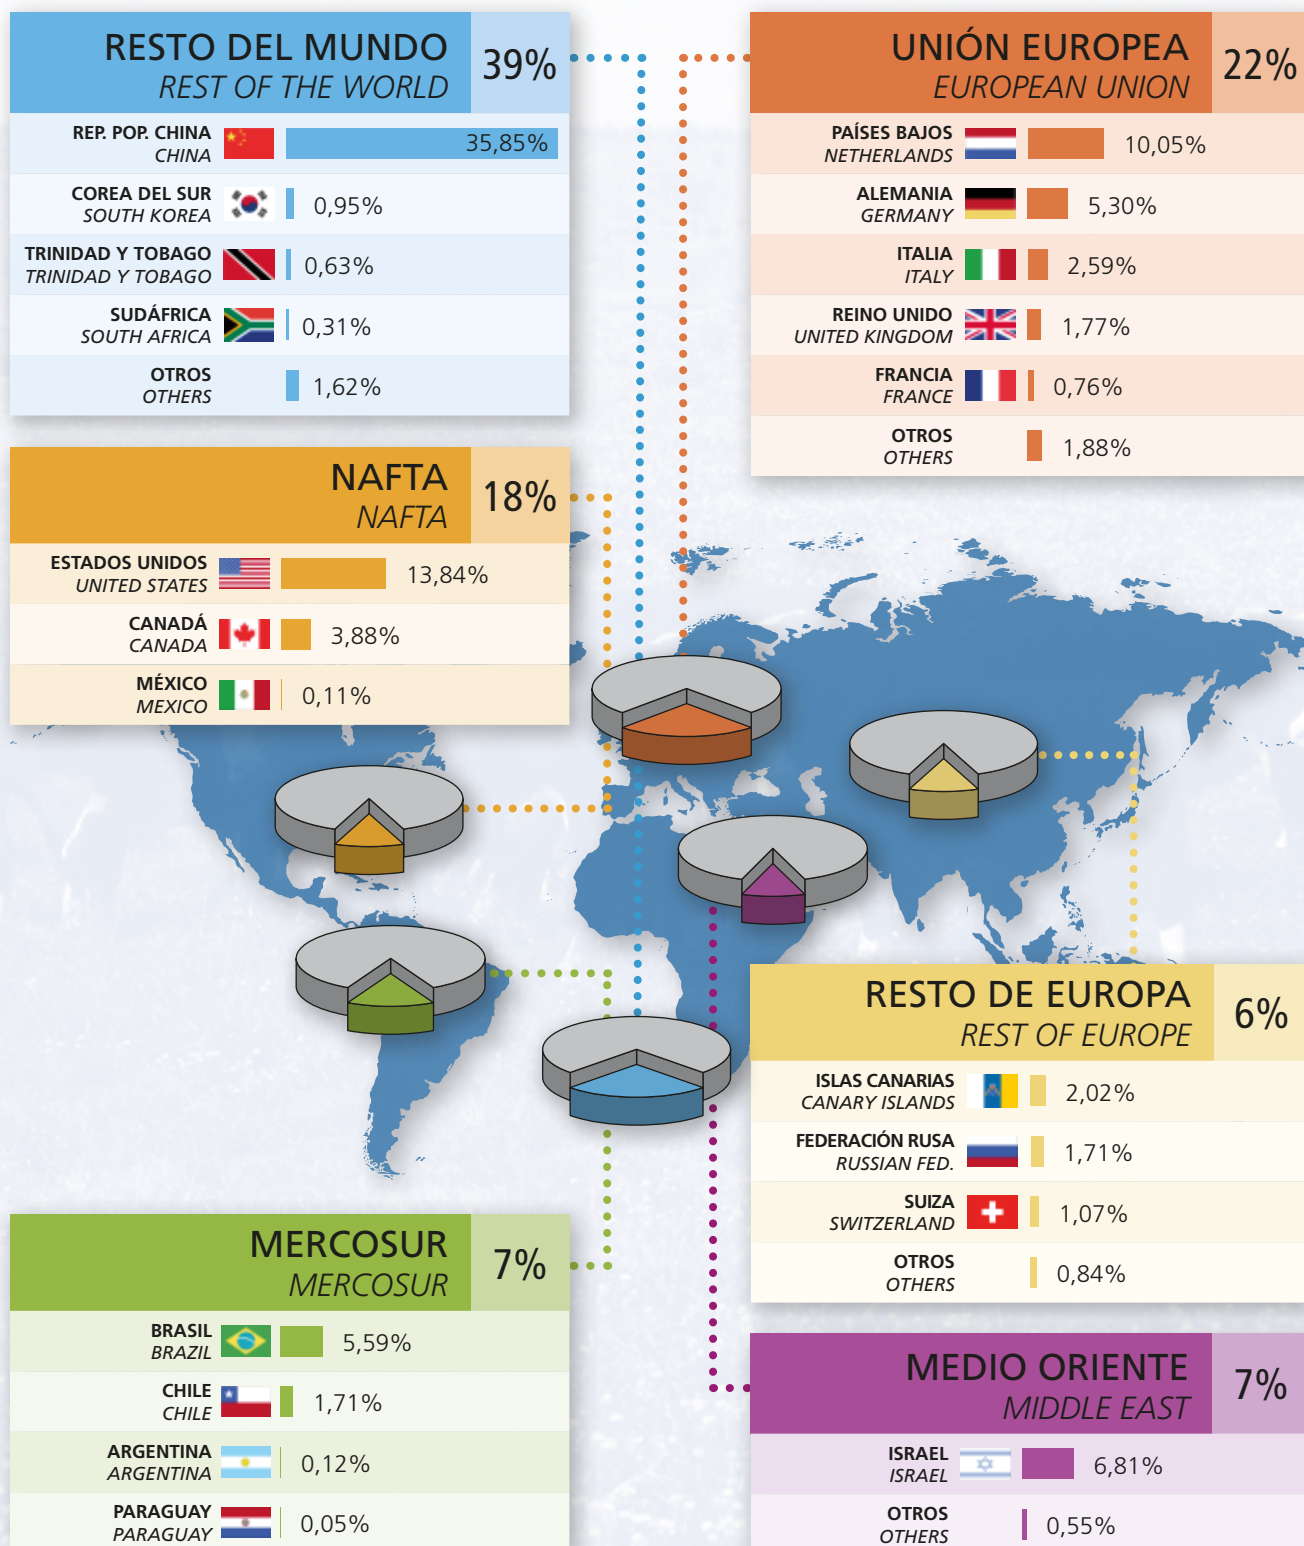 RESTO DEL MUNDO
REST OF THE WORLD
39%
REP. POP. CHINA
CHINA
35,85%
COREA DEL SUR
SOUTH KOREA
0,95%
TRINIDAD Y TOBAGO
TRINIDAD Y TOBAGO
0,63%
SUDÁFRICA
SOUTH AFRICA
0,31%
OTROS
OTHERS
1,62%
UNIÓN EUROPEA
EUROPEAN UNION
22%
PAÍSES BAJOS
NETHERLANDS
10,05%
ALEMANIA
GERMANY
5,30%
ITALIA
ITALY
2,59%
REINO UNIDO
UNITED KINGDOM
1,77%
FRANCIA
FRANCE
0,76%
OTROS
OTHERS
1,88%
NAFTA
NAFTA
18%
ESTADOS UNIDOS
UNITED STATES
13,84%
CANADÁ
CANADA
3,88%
MÉXICO
MEXICO
0,11%
RESTO DE EUROPA
REST OF EUROPE
6%
ISLAS CANARIAS
CANARY ISLANDS
2,02%
FEDERACIÓN RUSA
RUSSIAN FED.
1,71%
SUIZA
SWITZERLAND
1,07%
OTROS
OTHERS
0,84%
MERCOSUR
MERCOSUR
7%
BRASIL
BRAZIL
5,59%
CHILE
CHILE
1,71%
ARGENTINA
ARGENTINA
0,12%
PARAGUAY
PARAGUAY
0,05%
MEDIO ORIENTE
MIDDLE EAST
7%
ISRAEL
ISRAEL
6,81%
OTROS
OTHERS
0,55%